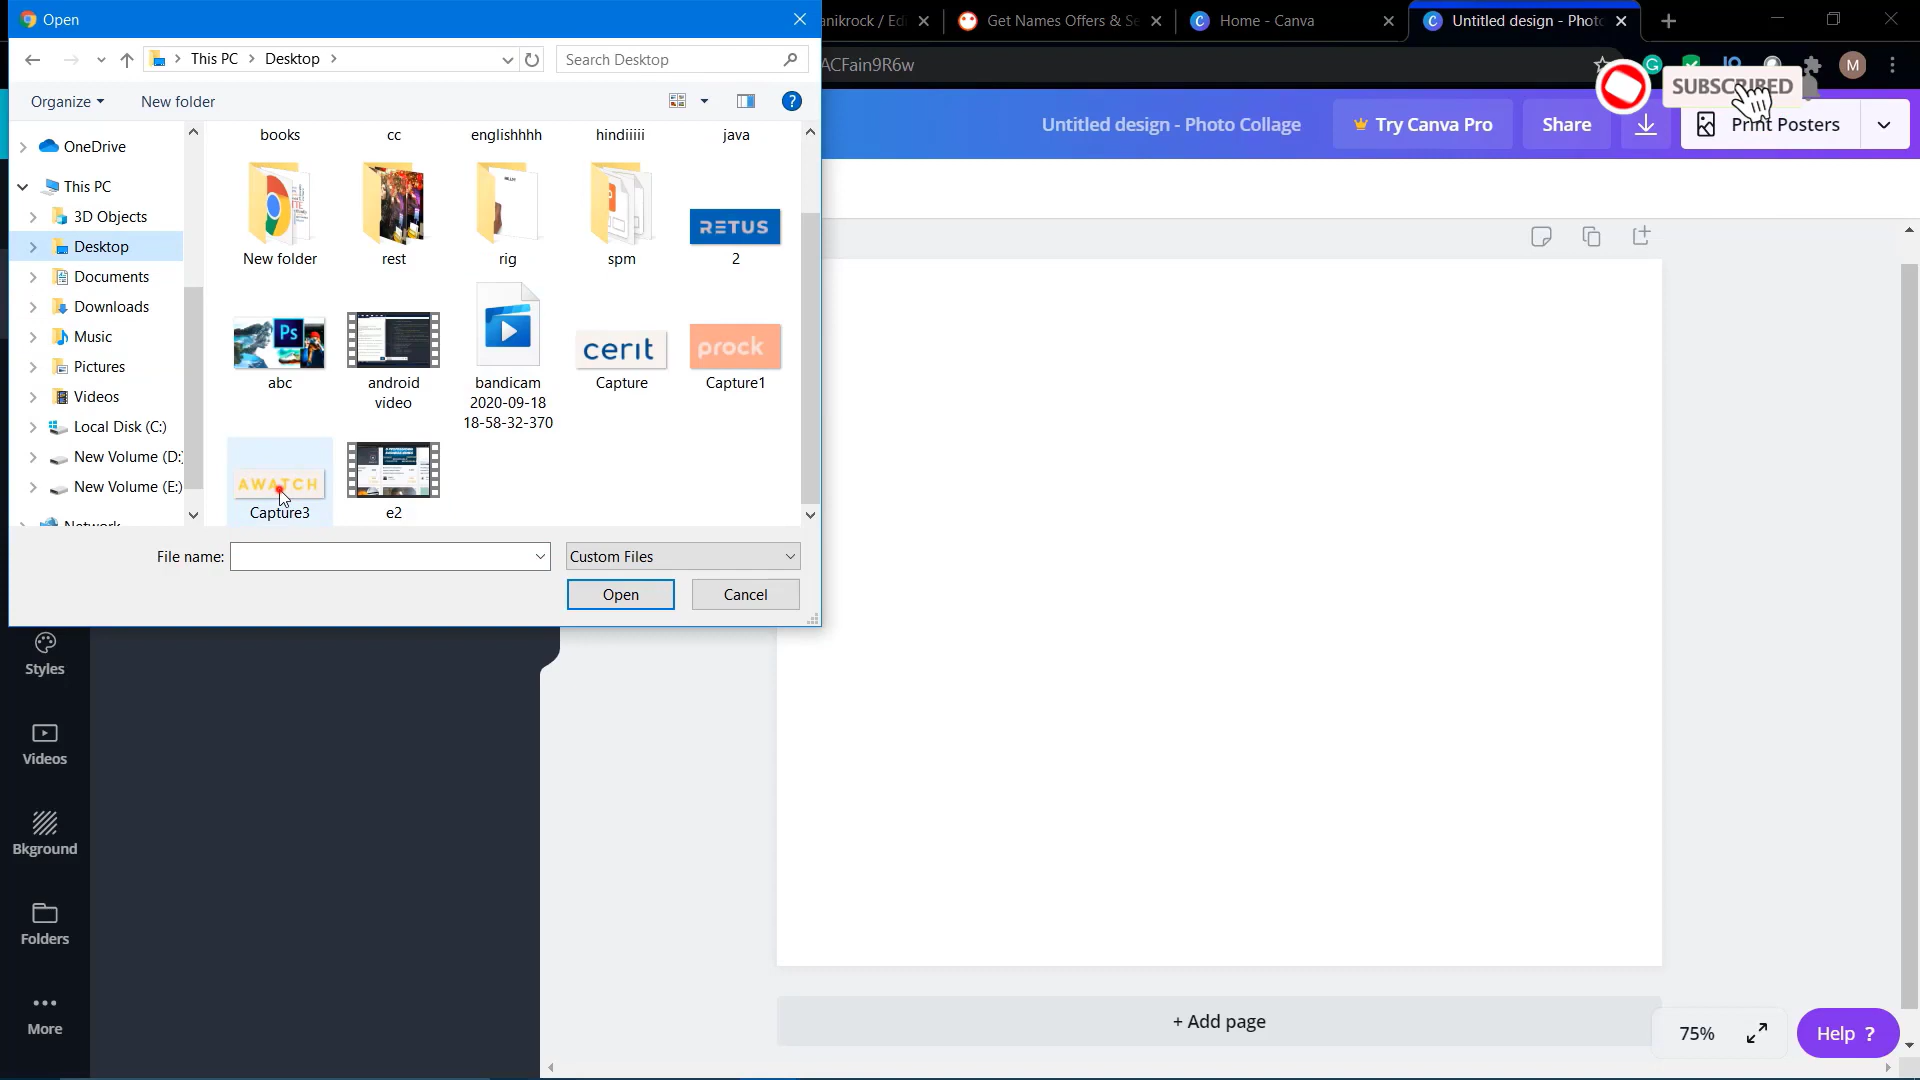 Open
anikrock / Edi
Get Names Offers & Se
Home - Canva
Untitled design - Photo
This PC
Desktop
Search Desktop
ACFain9R6w
M
SUBSCRIBED
Organize
New folder
?
Untitled design - Photo Collage
Try Canva Pro
Share
Print Posters
OneDrive
This PC
3D Objects
Desktop
Documents
Downloads
Music
Pictures
Videos
Local Disk (C:)
New Volume (D:)
New Volume (E:)
Network
books
cc
englishhhh
hindiiiii
java
New folder
rest
rig
spm
RETUS
2
Ps
abc
android
video
bandicam
2020-09-18
18-58-32-370
cerit
Capture
prock
Capture1
AWATCH
Capture3
e2
File name:
Custom Files
Open
Cancel
Styles
Videos
Bkground
Folders
More
+ Add page
75%
Help ?